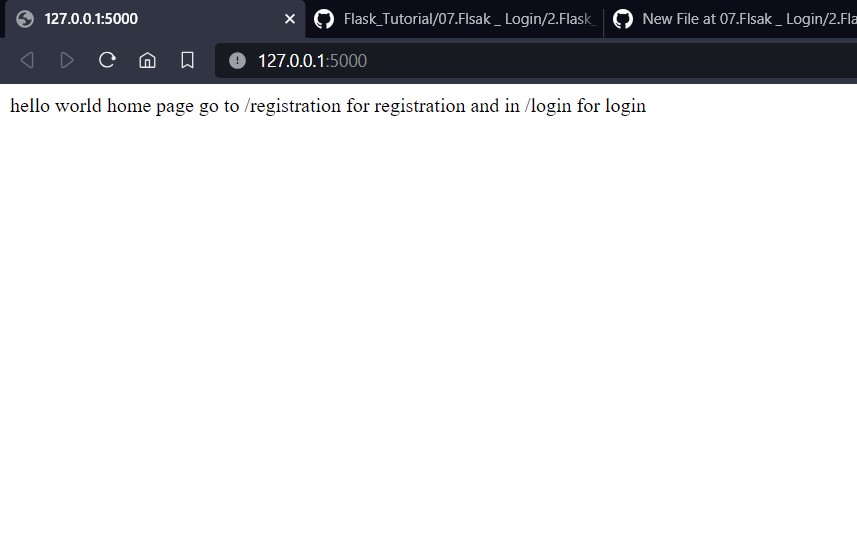 127.0.0.1:5000
Flask_Tutorial/07.Flsak _ Login/2.Flask_
New File at 07.Flsak _ Login/2.Fla
127.0.0.1:5000
hello world home page go to /registration for registration and in /login for login